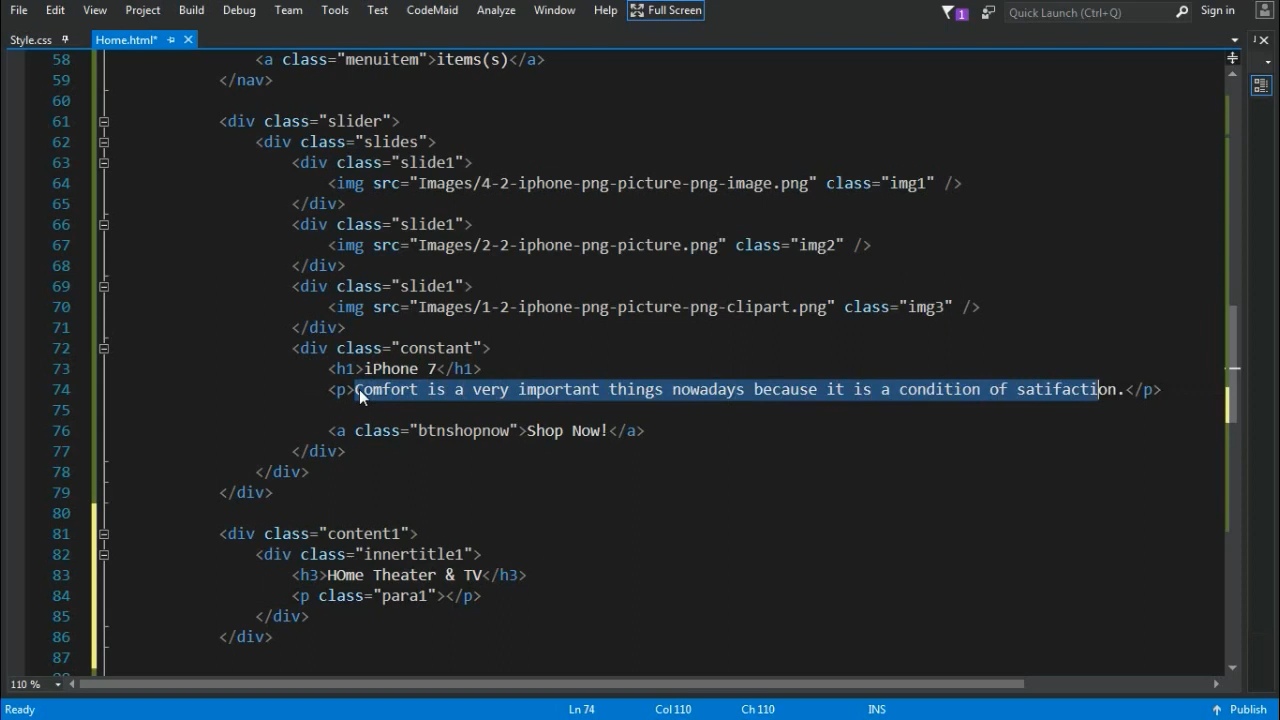 File Edit View Project Build Debug Team Tools Test CodeMaid Analyze Window Help Full Screen 1 Quick Launch (Ctrl+Q) Sign in
Style.css Home.html*
58 <a class="menuitem">items(s)</a>
59 </nav>
60
61 <div class="slider">
62 <div class="slides">
63 <div class="slide1">
64 <img src="Images/4-2-iphone-png-picture-png-image.png" class="img1" />
65 </div>
66 <div class="slide1">
67 <img src="Images/2-2-iphone-png-picture.png" class="img2" />
68 </div>
69 <div class="slide1">
70 <img src="Images/1-2-iphone-png-picture-png-clipart.png" class="img3" />
71 </div>
72 <div class="constant">
73 <h1>iPhone 7</h1>
74 <p>Comfort is a very important things nowadays because it is a condition of satifaction.</p>
75
76 <a class="btnshopnow">Shop Now!</a>
77 </div>
78 </div>
79 </div>
80
81 <div class="content1">
82 <div class="innertitle1">
83 <h3>HOme Theater & TV</h3>
84 <p class="para1"></p>
85 </div>
86 </div>
87
110 %
Ready Ln 74 Col 110 Ch 110 INS Publish